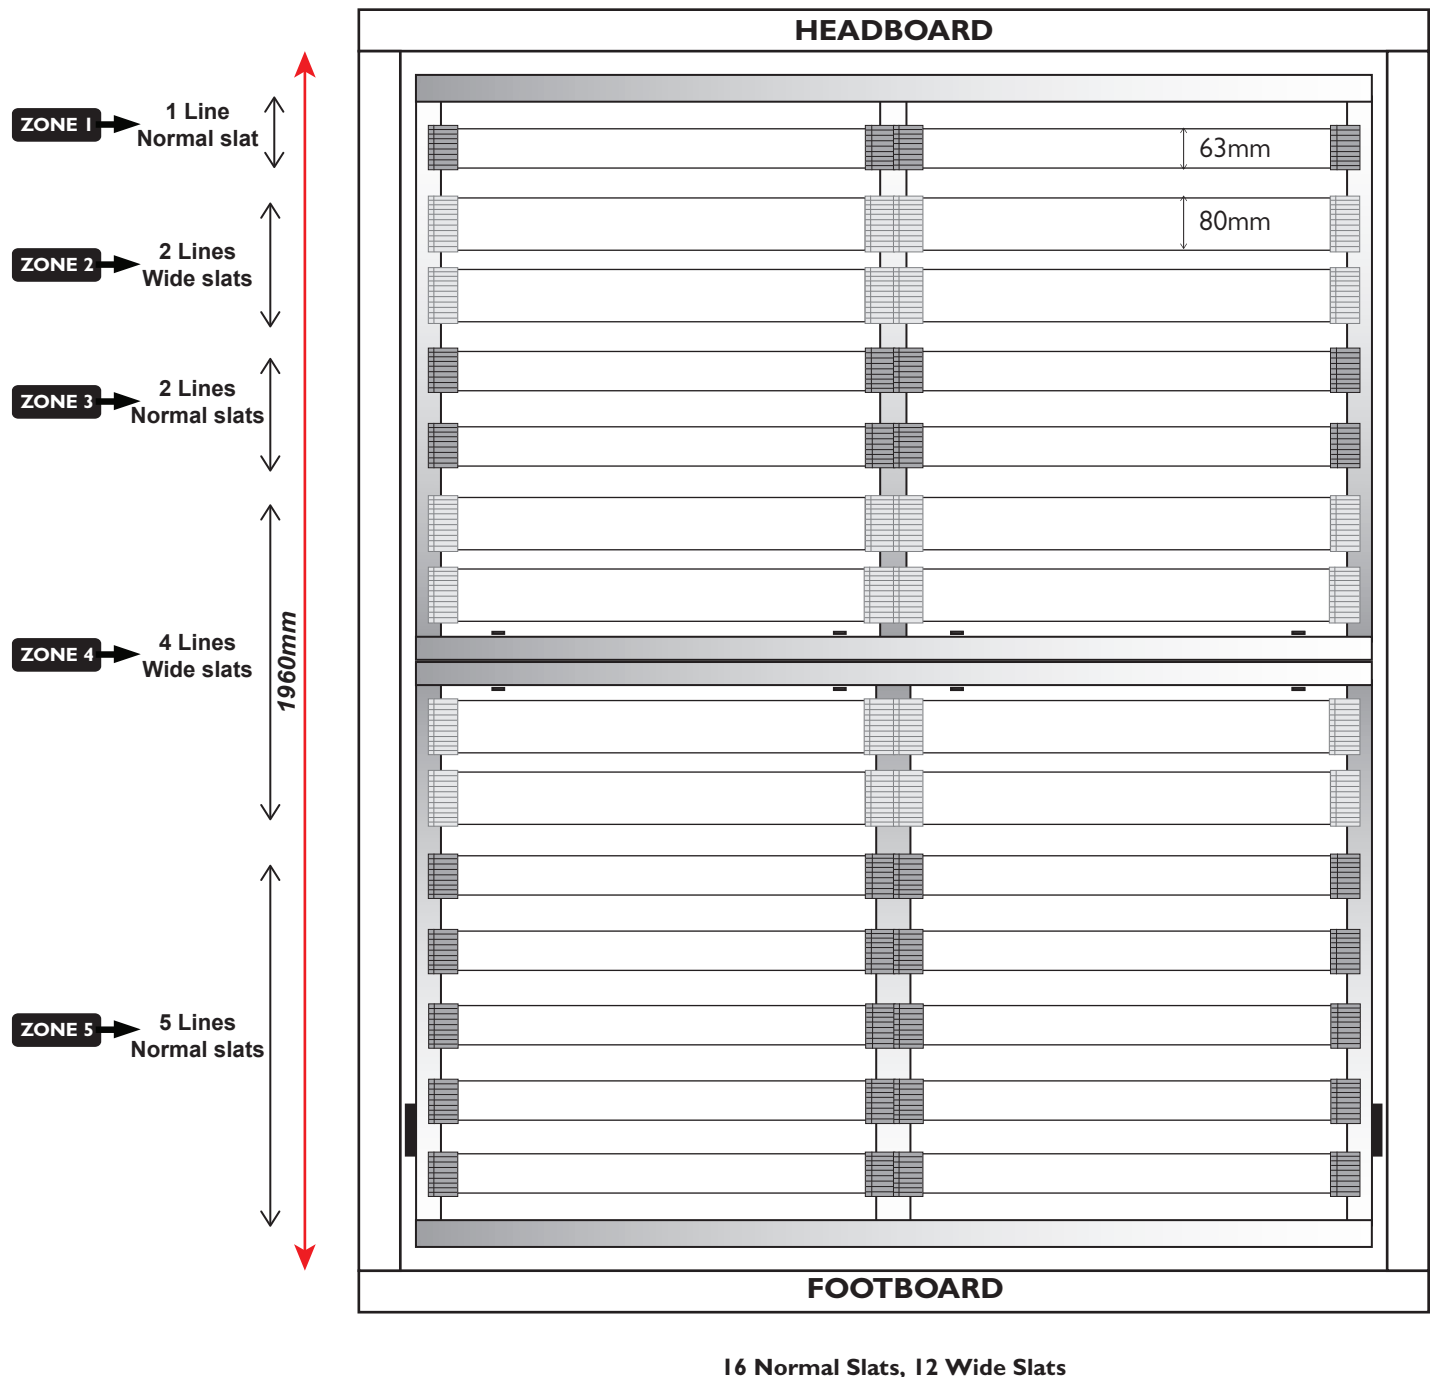 HEADBOARD
ZONE 1
1 Line
Normal slat
63mm
80mm
ZONE 2
2 Lines
Wide slats
ZONE 3
2 Lines
Normal slats
1960mm
ZONE 4
4 Lines
Wide slats
ZONE 5
5 Lines
Normal slats
FOOTBOARD
16 Normal Slats, 12 Wide Slats